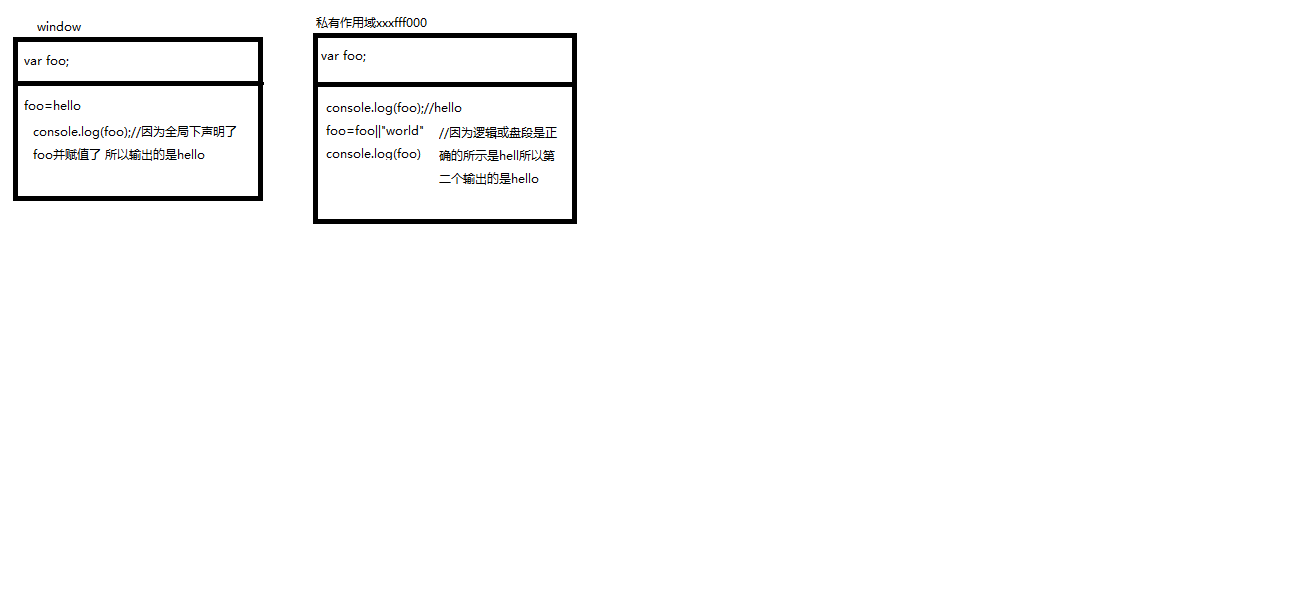 window
var foo;
foo=hello
console.log(foo);//因为全局下声明了
foo并赋值了 所以输出的是hello
私有作用域xxxfff000
var foo;
console.log(foo);//hello
foo=foo||"world"
console.log(foo)
//因为逻辑或盘段是正
确的所示是hell所以第
二个输出的是hello